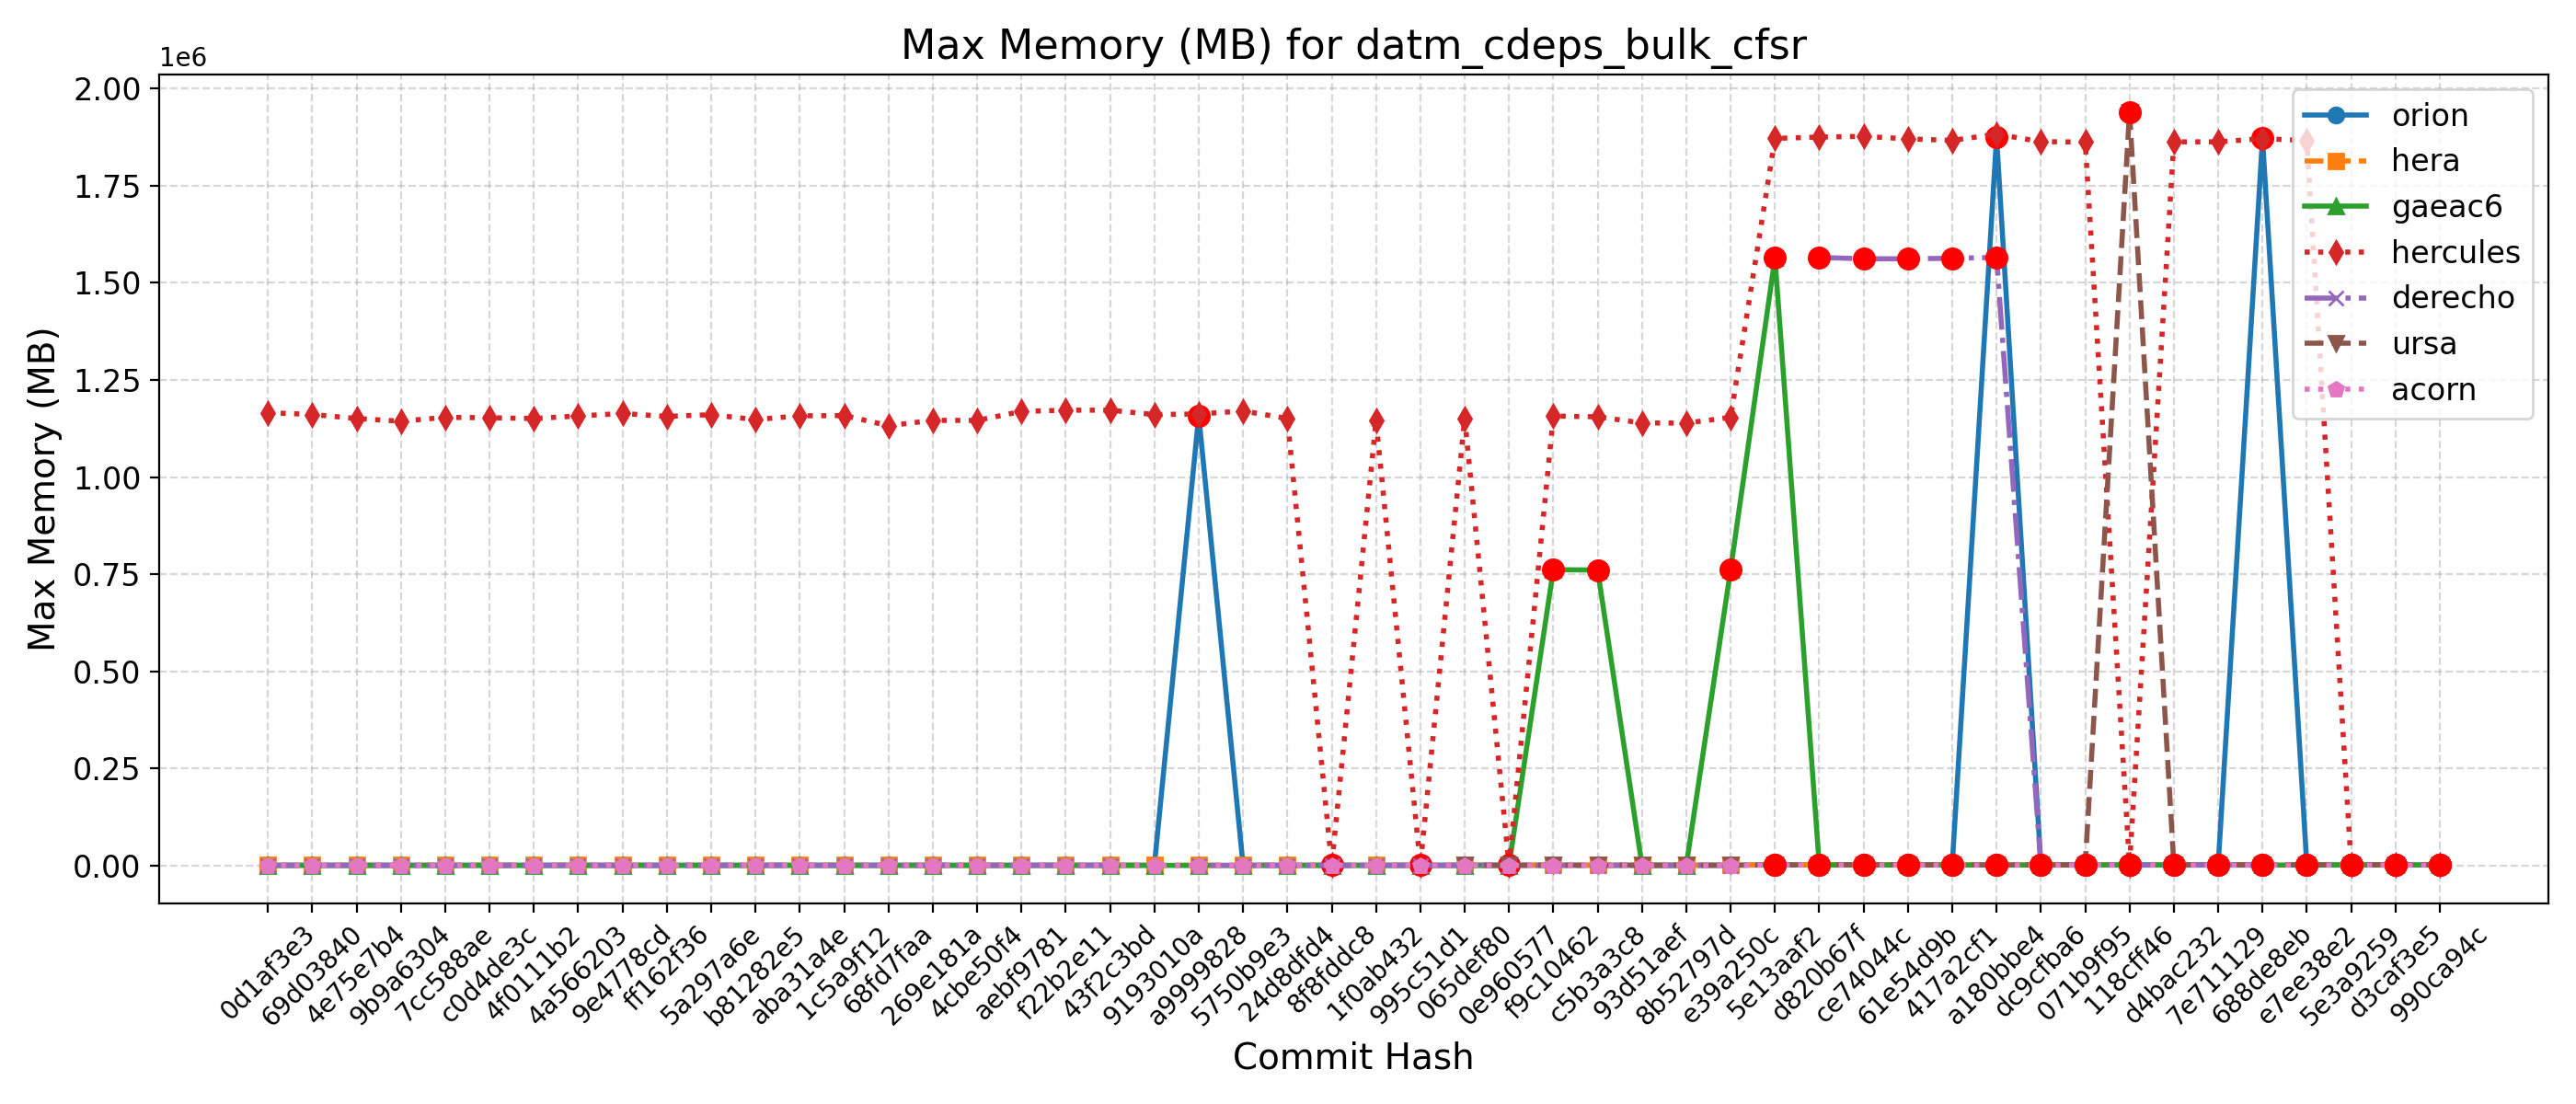 Max Memory (MB) for datm_cdeps_bulk_cfsr
1e6
2.00
1.75
1.50
1.25
1.00
0.75
0.50
0.25
0.00
Max Memory (MB)
orion
hera
gaeac6
hercules
derecho
ursa
acorn
0d1af3e3
69d03840
4e75e7b4
9b9a6304
7cc588ae
c0d4de3c
4f0111b2
4a566203
9e4778cd
ff162f36
5a297a6e
b81282e5
aba31a4e
1c5a9f12
68fd7faa
269e181a
4cbe50f4
aebf9781
f22b2e11
43f2c3bd
9193010a
a9999828
5750b9e3
24d8dfd4
8f8fddc8
1f0ab432
995c51d1
065def80
0e960577
f9c10462
c5b3a3c8
93d51aef
8b52797d
e39a250c
5e13aaf2
d820b67f
ce74044c
61e54d9b
417a2cf1
a180bbe4
dc9cfba6
071b9f95
118cff46
d4bac232
7e711129
688de8eb
e7ee38e2
5e3a9259
d3caf3e5
990ca94c
Commit Hash